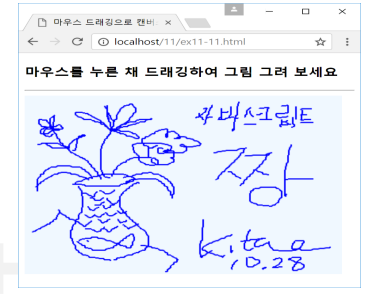 마우스 드래깅으로 캔버
localhost/11/ex11-11.html
마우스를 누른 채 드래깅하여 그림 그려 보세요
자바스크립트
짱
Kitae
10.28